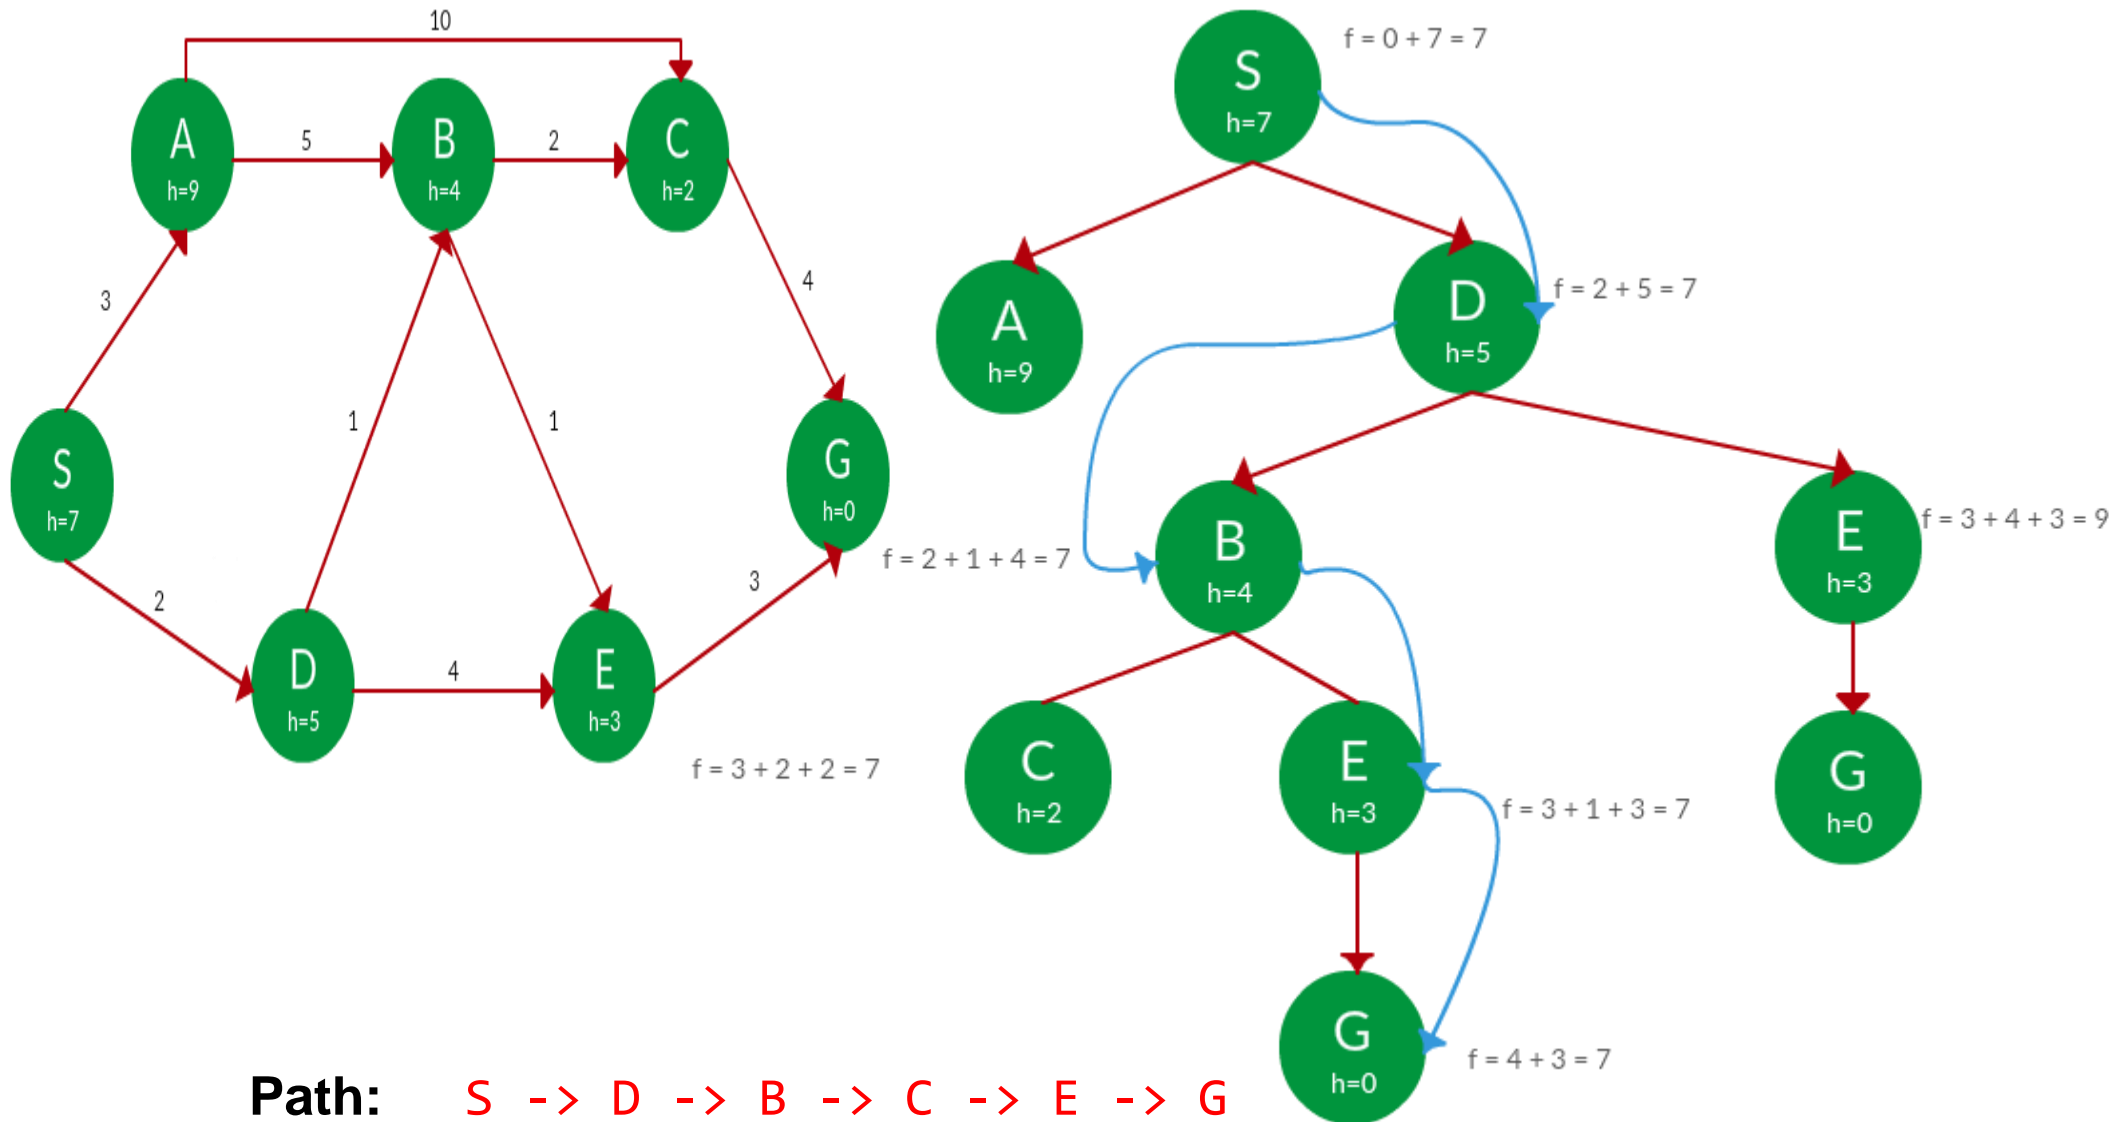 10
A
h=9
5
B
h=4
2
C
h=2
3
4
1
1
S
h=7
G
h=0
2
D
h=5
4
E
h=3
3
S
h=7
f = 0 + 7 = 7
A
h=9
D
h=5
f = 2 + 5 = 7
B
h=4
f = 2 + 1 + 4 = 7
E
h=3
f = 3 + 4 + 3 = 9
C
h=2
f = 3 + 2 + 2 = 7
E
h=3
f = 3 + 1 + 3 = 7
G
h=0
G
h=0
f = 4 + 3 = 7
Path: S -> D -> B -> C -> E -> G